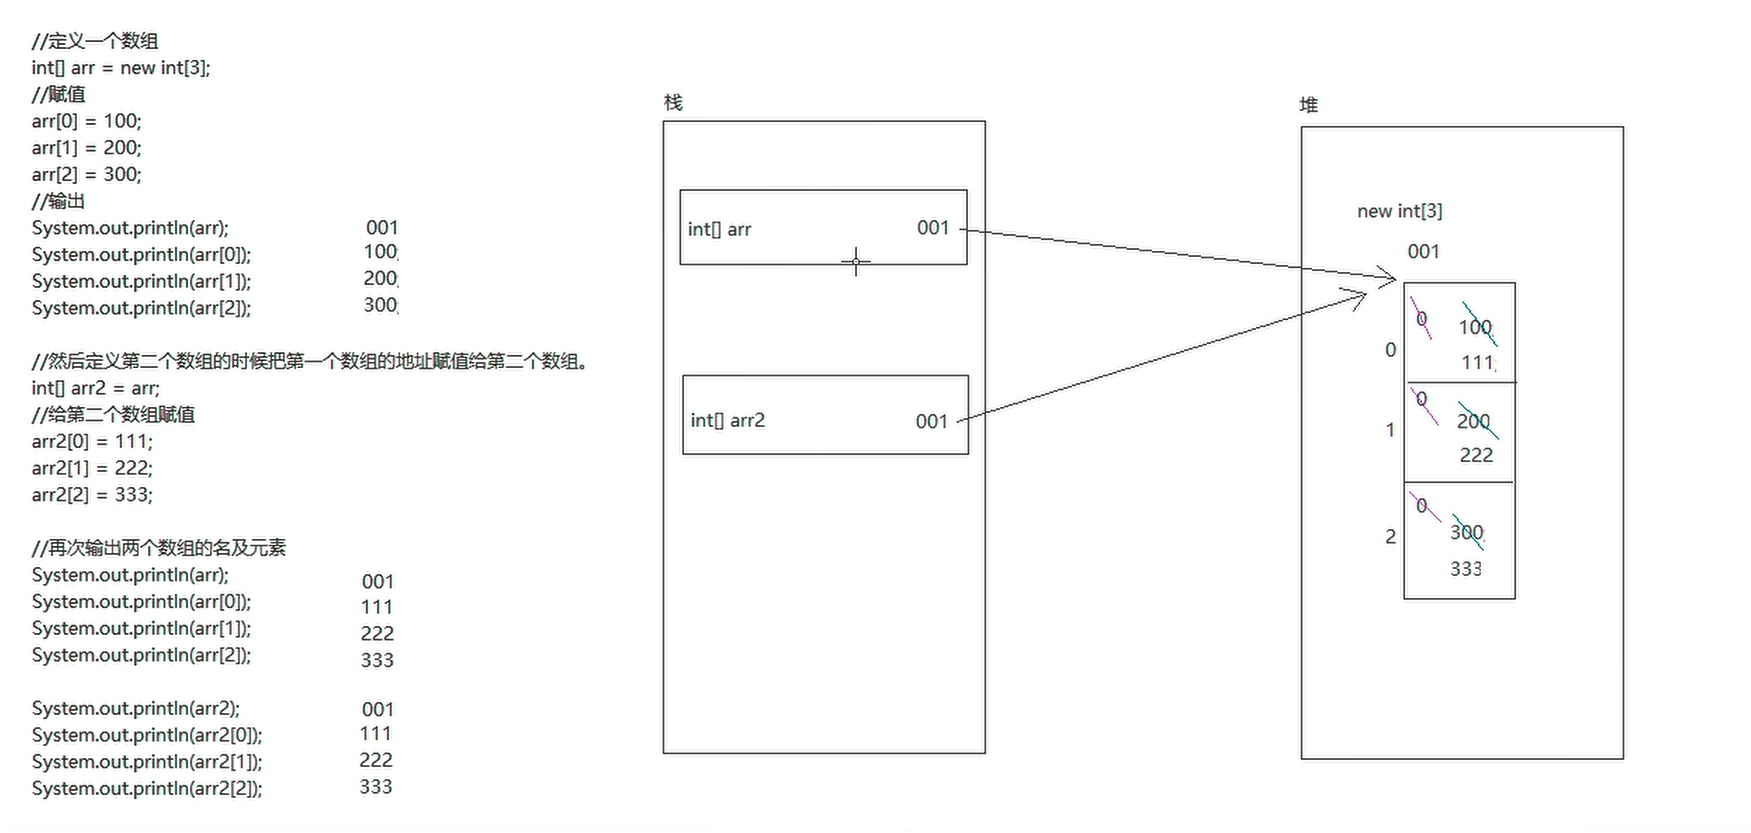 //定义一个数组
int[] arr = new int[3];
//赋值
arr[0] = 100;
arr[1] = 200;
arr[2] = 300;
//输出
System.out.println(arr); 001
System.out.println(arr[0]); 100
System.out.println(arr[1]); 200
System.out.println(arr[2]); 300
//然后定义第二个数组的时候把第一个数组的地址赋值给第二个数组。
int[] arr2 = arr;
//给第二个数组赋值
arr2[0] = 111;
arr2[1] = 222;
arr2[2] = 333;
//再次输出两个数组的名及元素
System.out.println(arr); 001
System.out.println(arr[0]); 111
System.out.println(arr[1]); 222
System.out.println(arr[2]); 333
System.out.println(arr2); 001
System.out.println(arr2[0]); 111
System.out.println(arr2[1]); 222
System.out.println(arr2[2]); 333
栈
int[] arr 001
int[] arr2 001
堆
new int[3]
001
0 100
0
111
0
1 200
222
0
2 300
333